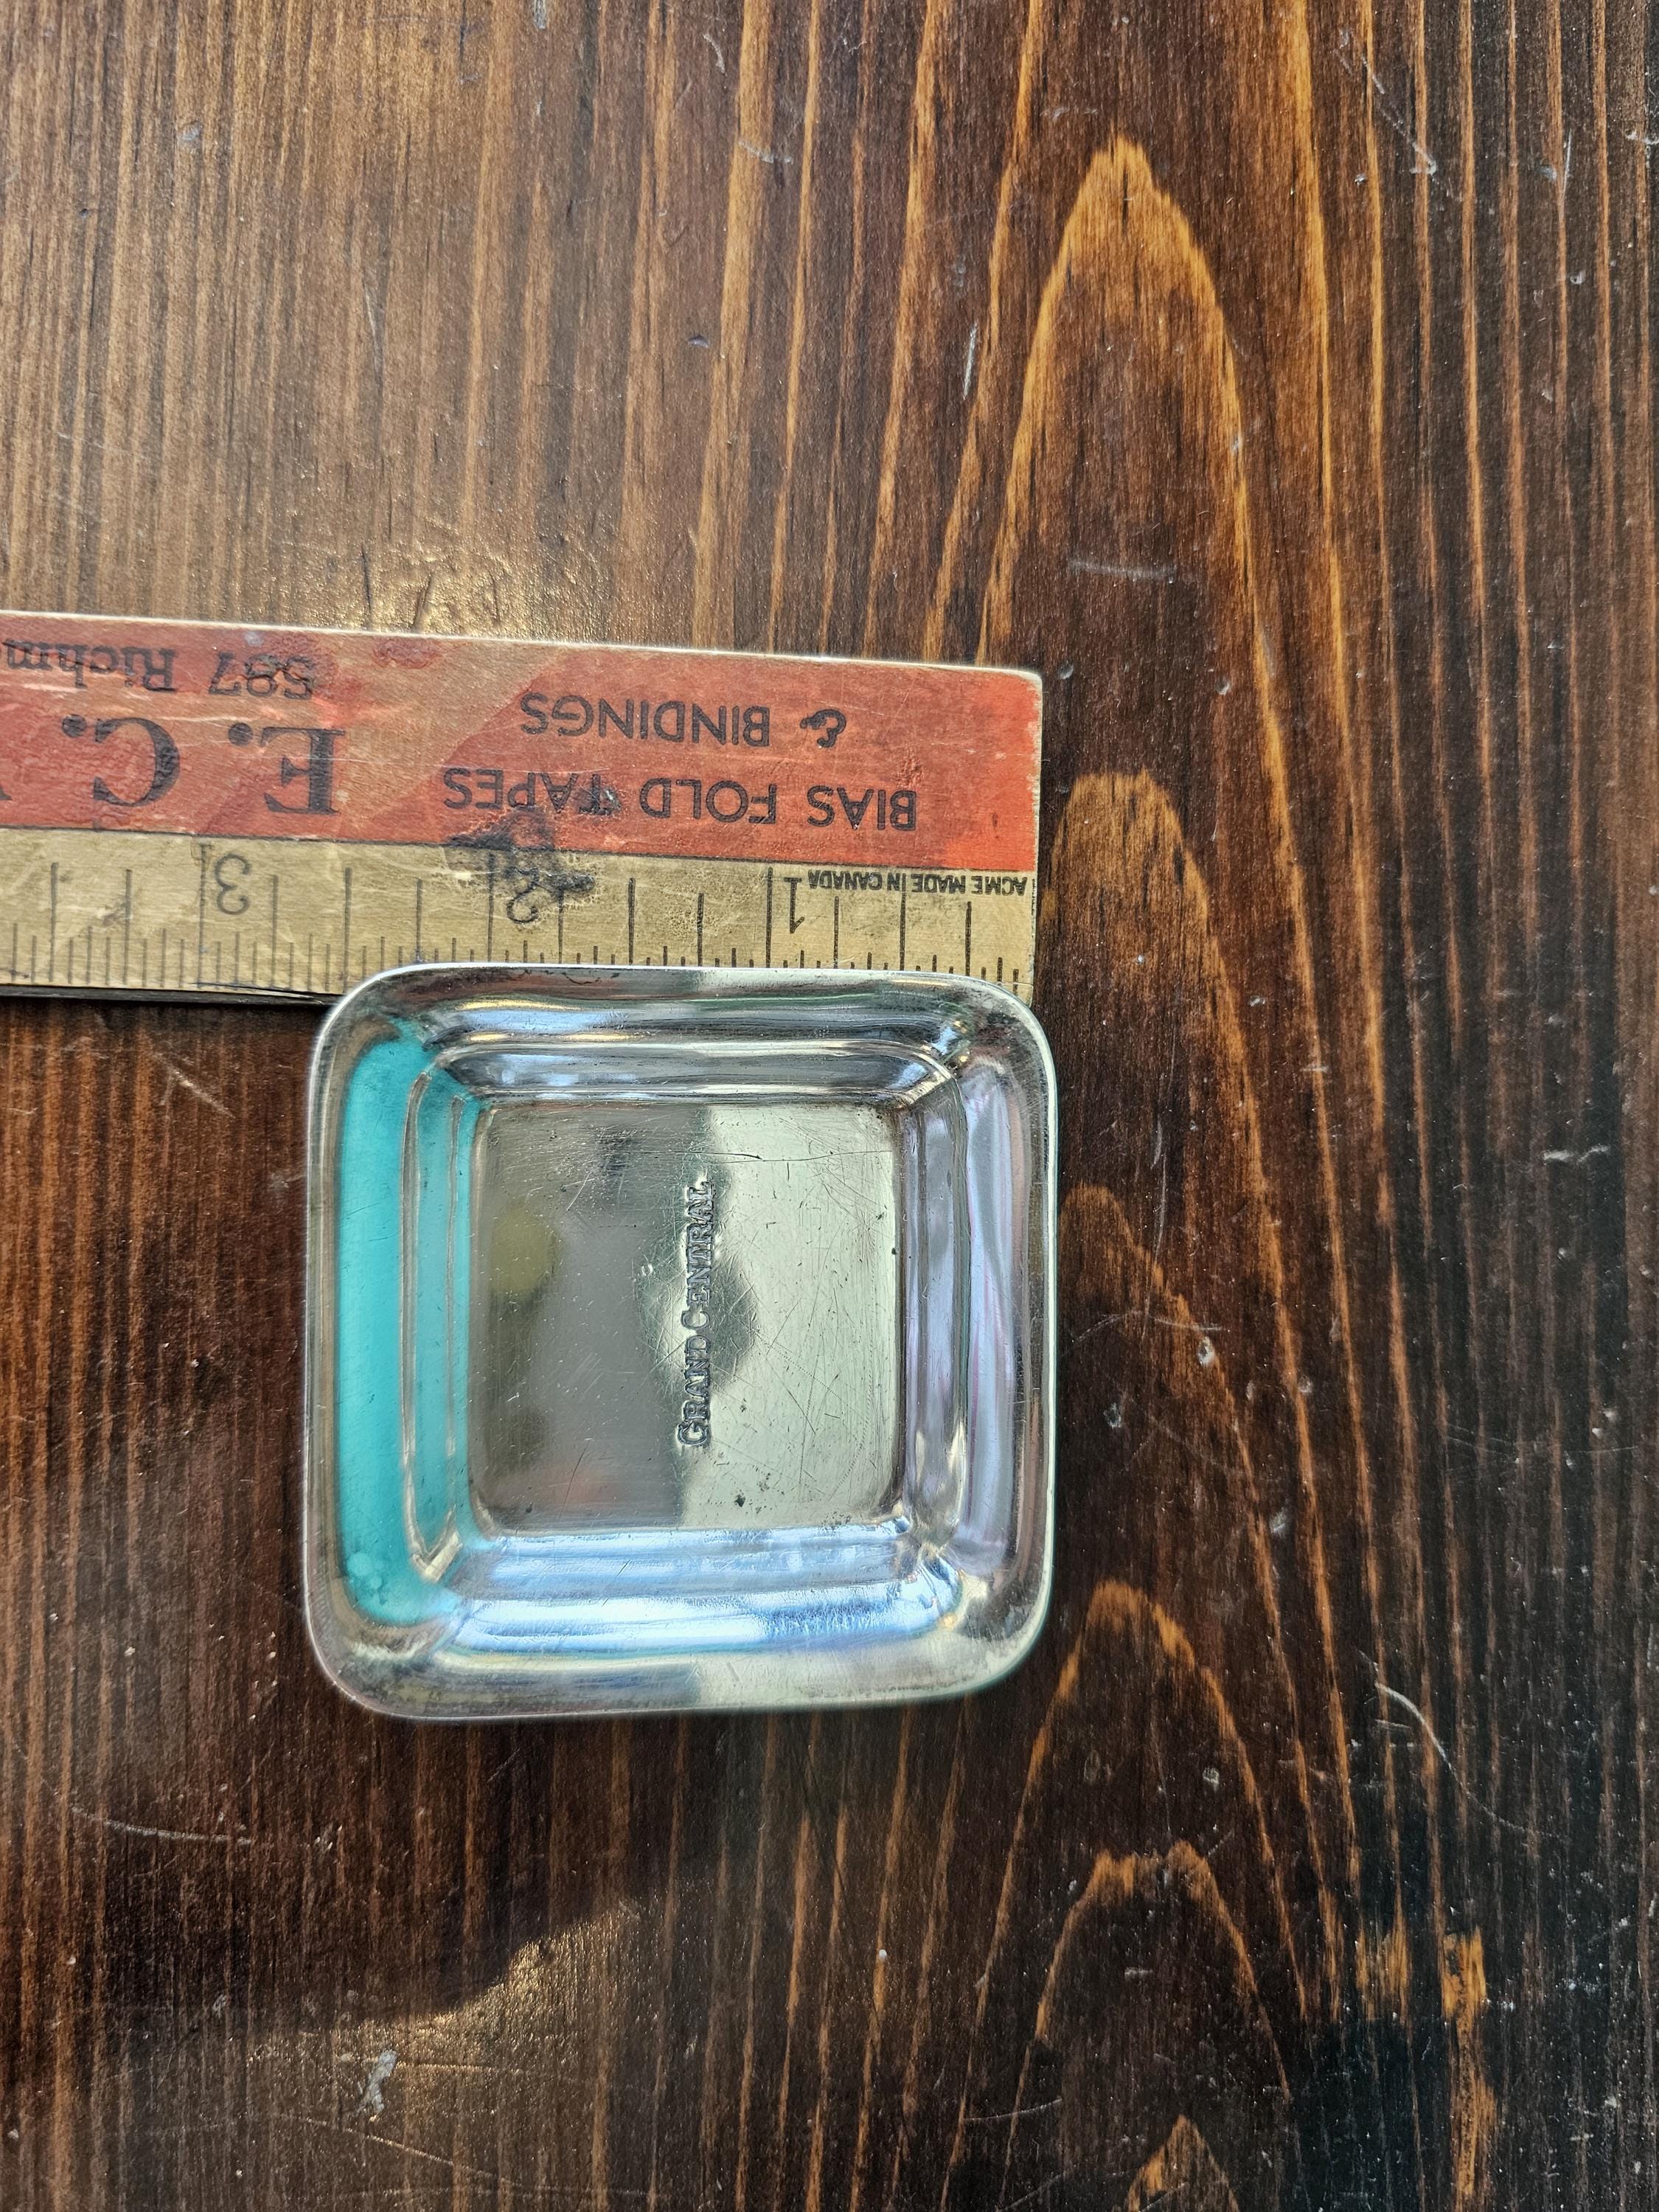 BIAS FOLD TAPES
& BINDINGS
E. C.
597 Richm
ACME MADE IN CANADA
1 2 3
GRAND CENTRAL